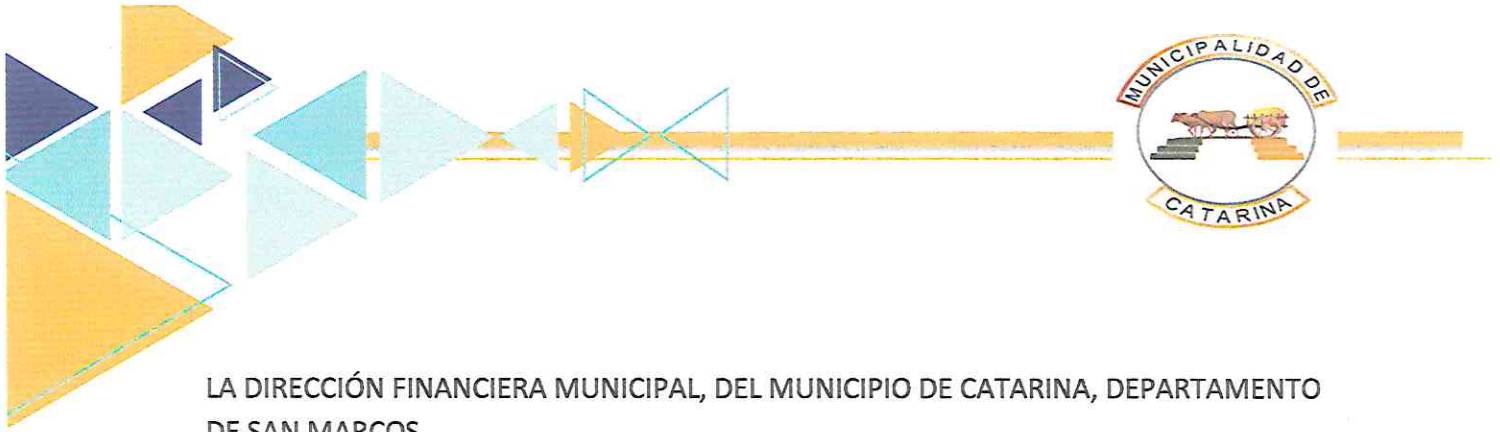 MUNICIPALIDAD DE
CATARINA
LA DIRECCIÓN FINANCIERA MUNICIPAL, DEL MUNICIPIO DE CATARINA, DEPARTAMENTO
DE SAN MARCOS